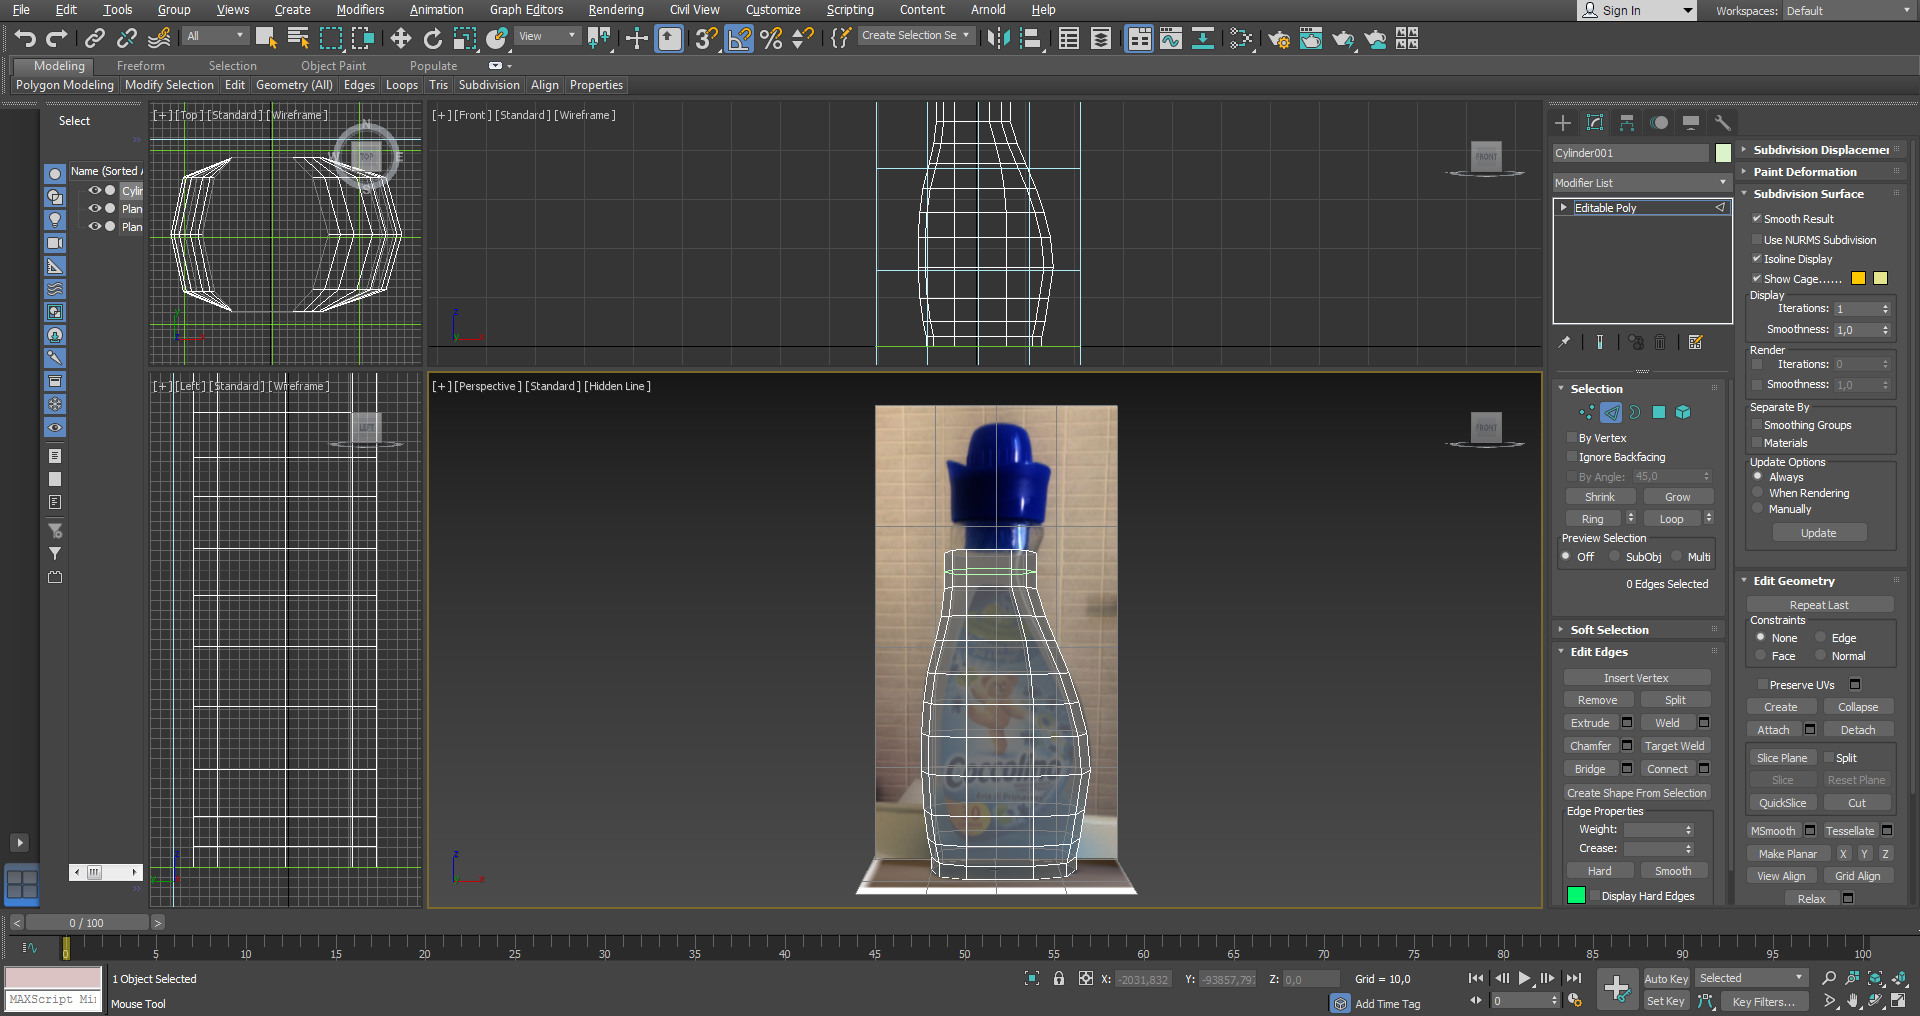 File Edit Tools Group Views Create Modifiers Animation Graph Editors Rendering Civil View Customize Scripting Content Arnold Help Sign In Workspaces: Default
All View Create Selection Se
Modeling Freeform Selection Object Paint Populate
Polygon Modeling Modify Selection Edit Geometry (All) Edges Loops Tris Subdivision Align Properties
Select
Name (Sorted A
Cylin
Plan
Plan
[+] [Top] [Standard] [Wireframe]
N
W TOP E
S
[+] [Front] [Standard] [Wireframe]
FRONT
[+] [Left] [Standard] [Wireframe]
LEFT
[+] [Perspective] [Standard] [Hidden Line]
FRONT
Coccolino
Cylinder001
Modifier List
Editable Poly
Selection
By Vertex
Ignore Backfacing
By Angle: 45,0
Shrink Grow
Ring Loop
Preview Selection
Off SubObj Multi
0 Edges Selected
Soft Selection
Edit Edges
Insert Vertex
Remove Split
Extrude Weld
Chamfer Target Weld
Bridge Connect
Create Shape From Selection
Edge Properties
Weight:
Crease:
Hard Smooth
Display Hard Edges
Subdivision Displacemen
Paint Deformation
Subdivision Surface
Smooth Result
Use NURMS Subdivision
Isoline Display
Show Cage......
Display
Iterations: 1
Smoothness: 1,0
Render
Iterations: 0
Smoothness: 1,0
Separate By
Smoothing Groups
Materials
Update Options
Always
When Rendering
Manually
Update
Edit Geometry
Repeat Last
Constraints
None Edge
Face Normal
Preserve UVs
Create Collapse
Attach Detach
Slice Plane Split
Slice Reset Plane
QuickSlice Cut
MSmooth Tessellate
Make Planar X Y Z
View Align Grid Align
Relax
< 0 / 100 >
0 5 10 15 20 25 30 35 40 45 50 55 60 65 70 75 80 85 90 95 100
1 Object Selected
X: -2031,832 Y: -93857,797 Z: 0,0 Grid = 10,0
Auto Key Selected
MAXScript Mi
Mouse Tool
Add Time Tag
0
Set Key Key Filters...